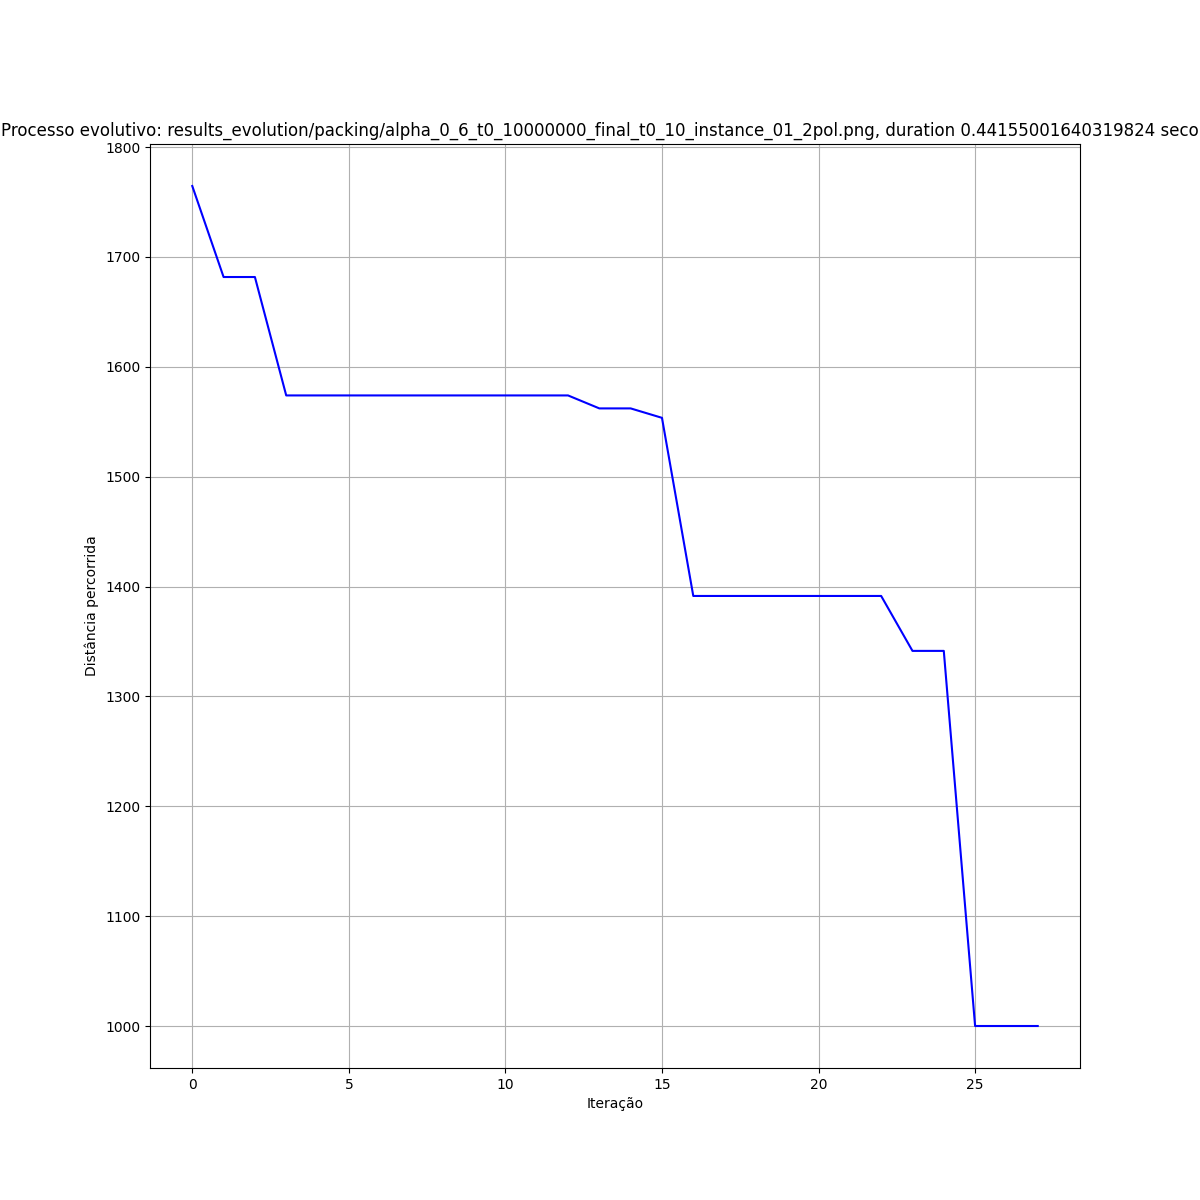 Processo evolutivo: results_evolution/packing/alpha_0_6_t0_10000000_final_t0_10_instance_01_2pol.png, duration 0.44155001640319824 seco
1800
1700
1600
1500
1400
1300
1200
1100
1000
Distância percorrida
0 5 10 15 20 25
Iteração